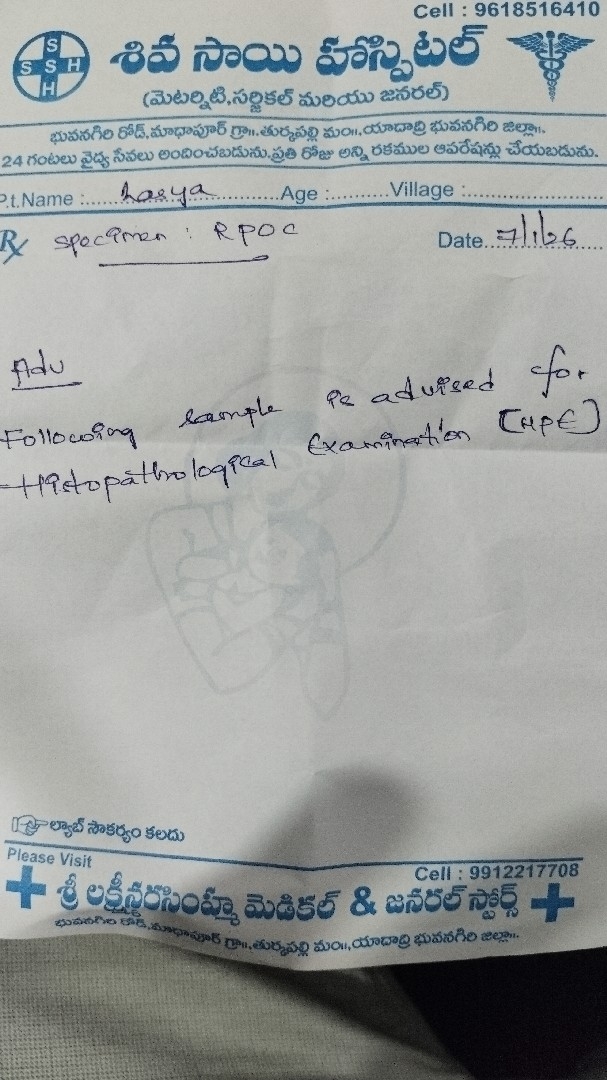 Cell : 9618516410
S
S S H
H
శివ సాయి హాస్పిటల్
(మెటర్నిటి,సర్జికల్ మరియు జనరల్)
భువనగిరి రోడ్,మాధాపూర్ గ్రా॥,తుర్కపల్లి మం॥,యాదాద్రి భువనగిరి జిల్లా॥.
24 గంటలు వైద్య సేవలు అందించబడును.ప్రతి రోజు అన్ని రకముల ఆపరేషన్లు చేయబడును.
P.t.Name :...... Lasya ......Age :.........Village :........
Rx specimen : RPOC Date.. 7/1/26
Adv
Following sample is advised for
Histopathological Examination [HPE]
ల్యాబ్ సౌకర్యం కలదు
Please Visit
Cell : 9912217708
శ్రీ లక్ష్మీనరసింహ్మ మెడికల్ & జనరల్ స్టోర్స్
భువనగిరి రోడ్,మాధాపూర్ గ్రా॥,తుర్కపల్లి మం॥,యాదాద్రి భువనగిరి జిల్లా॥.